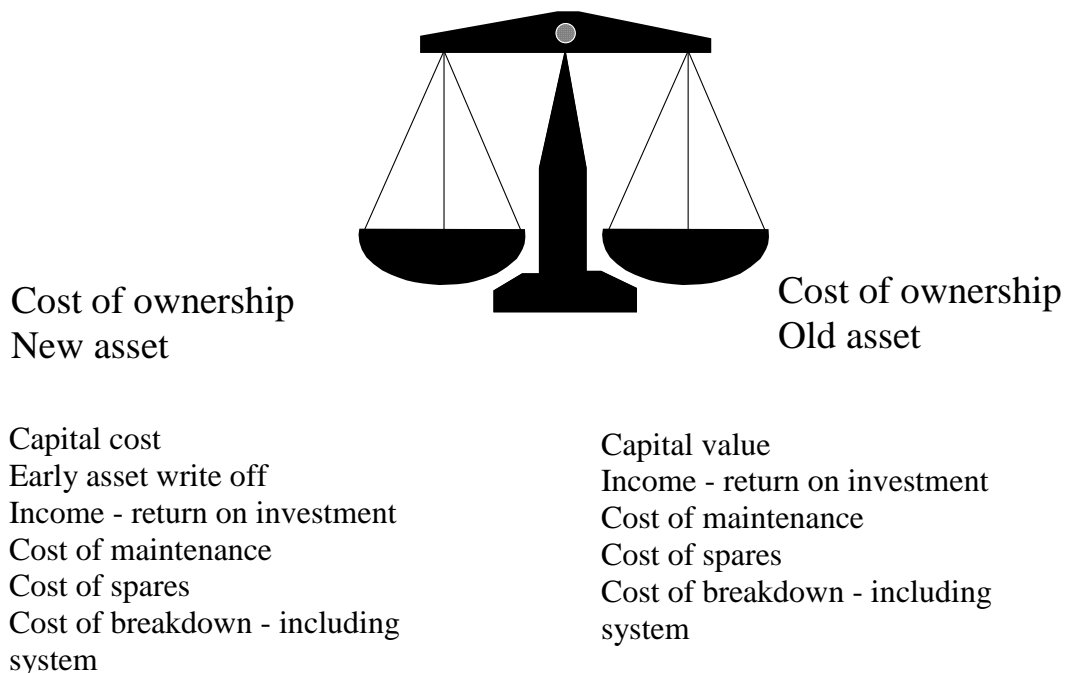 Cost of ownership
New asset
Cost of ownership
Old asset
Capital cost
Early asset write off
Income - return on investment
Cost of maintenance
Cost of spares
Cost of breakdown - including
system
Capital value
Income - return on investment
Cost of maintenance
Cost of spares
Cost of breakdown - including
system